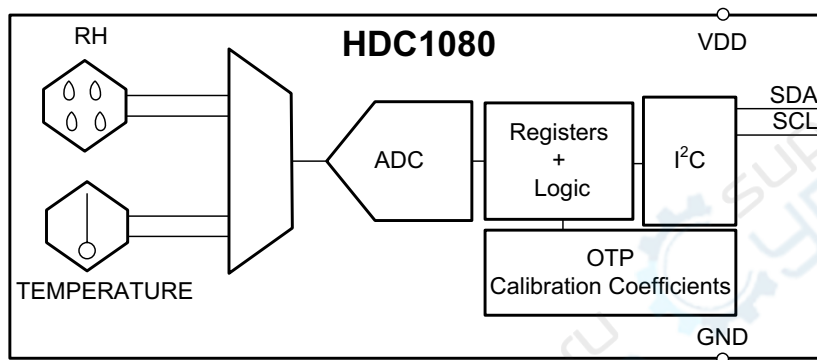 RH
HDC1080
VDD
SDA
SCL
ADC
Registers
+
Logic
I²C
TEMPERATURE
OTP
Calibration Coefficients
GND